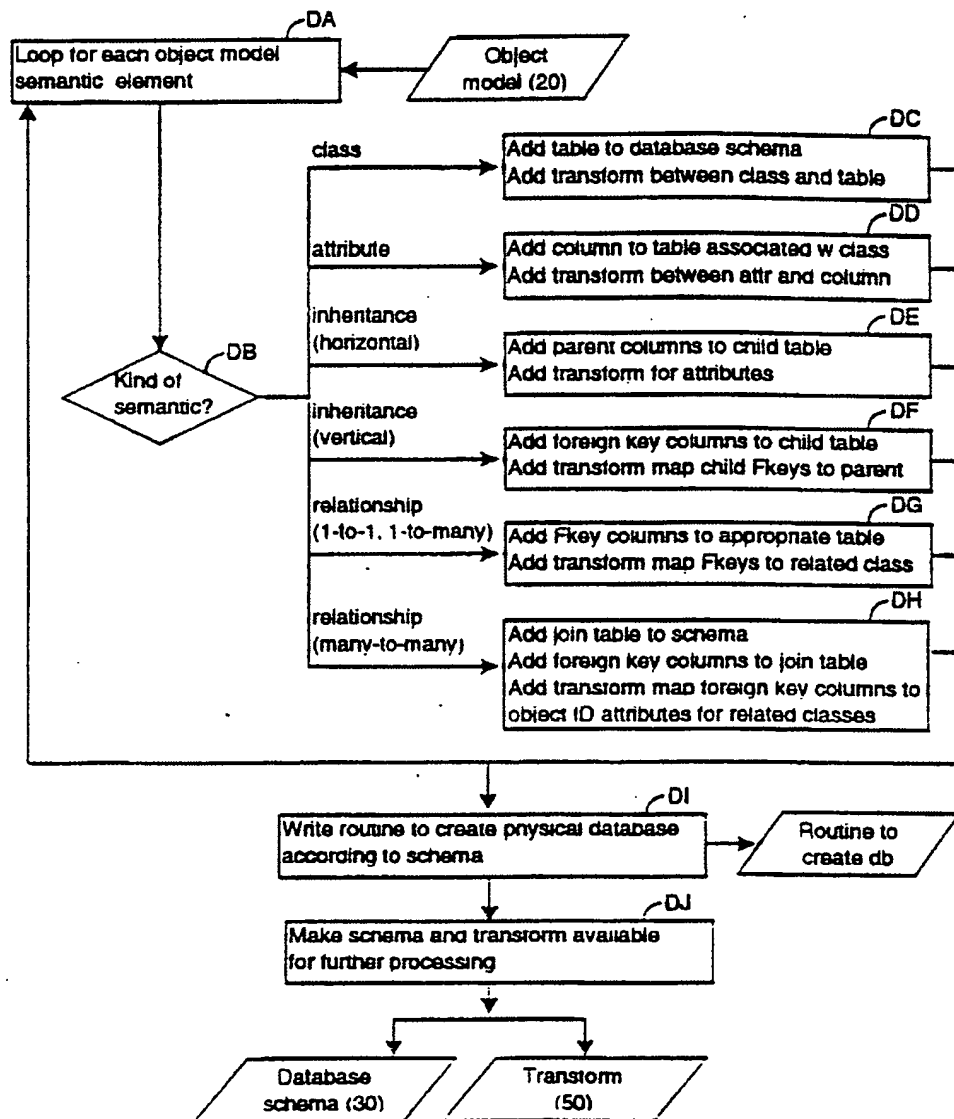 DA
Loop for each object model
semantic element
Object
model (20)
DC
class
Add table to database schema
Add transform between class and table
DD
attribute
Add column to table associated w class
Add transform between attr and column
inheritance
(horizontal)
DE
Add parent columns to child table
Add transform for attributes
DB
Kind of
semantic?
inheritance
(vertical)
DF
Add foreign key columns to child table
Add transform map child Fkeys to parent
relationship
(1-to-1, 1-to-many)
DG
Add Fkey columns to appropriate table
Add transform map Fkeys to related class
relationship
(many-to-many)
DH
Add join table to schema
Add foreign key columns to join table
Add transform map foreign key columns to
object ID attributes for related classes
DI
Write routine to create physical database
according to schema
Routine to
create db
DJ
Make schema and transform available
for further processing
Database
schema (30)
Transform
(50)